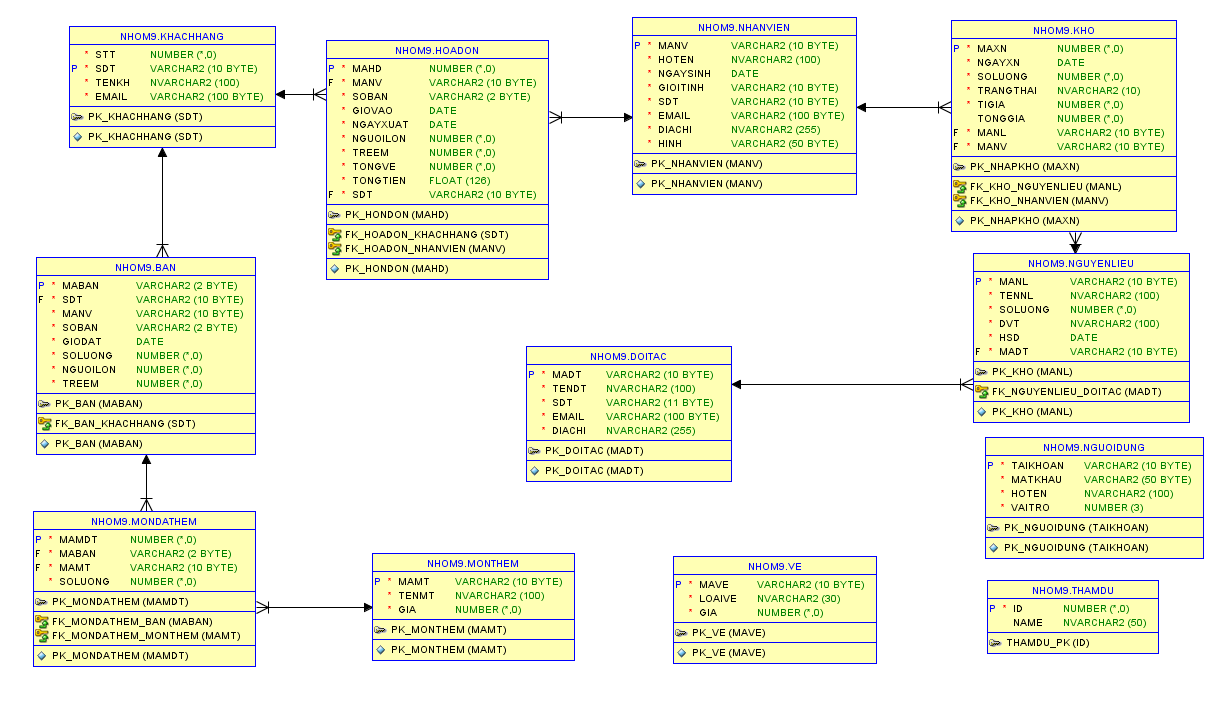 NHOM9.KHACHHANG
* STT NUMBER (*,0)
P * SDT VARCHAR2 (10 BYTE)
* TENKH NVARCHAR2 (100)
* EMAIL VARCHAR2 (100 BYTE)
PK_KHACHHANG (SDT)
PK_KHACHHANG (SDT)
NHOM9.HOADON
P * MAHD NUMBER (*,0)
F * MANV VARCHAR2 (10 BYTE)
* SOBAN VARCHAR2 (2 BYTE)
* GIOVAO DATE
* NGAYXUAT DATE
* NGUOILON NUMBER (*,0)
* TREEM NUMBER (*,0)
* TONGVE NUMBER (*,0)
* TONGTIEN FLOAT (126)
F * SDT VARCHAR2 (10 BYTE)
PK_HONDON (MAHD)
FK_HOADON_KHACHHANG (SDT)
FK_HOADON_NHANVIEN (MANV)
PK_HONDON (MAHD)
NHOM9.NHANVIEN
P * MANV VARCHAR2 (10 BYTE)
* HOTEN NVARCHAR2 (100)
* NGAYSINH DATE
* GIOITINH VARCHAR2 (10 BYTE)
* SDT VARCHAR2 (10 BYTE)
* EMAIL VARCHAR2 (100 BYTE)
* DIACHI NVARCHAR2 (255)
* HINH VARCHAR2 (50 BYTE)
PK_NHANVIEN (MANV)
PK_NHANVIEN (MANV)
NHOM9.KHO
P * MAXN NUMBER (*,0)
* NGAYXN DATE
* SOLUONG NUMBER (*,0)
* TRANGTHAI NVARCHAR2 (10)
* TIGIA NUMBER (*,0)
TONGGIA NUMBER (*,0)
F * MANL VARCHAR2 (10 BYTE)
F * MANV VARCHAR2 (10 BYTE)
PK_NHAPKHO (MAXN)
FK_KHO_NGUYENLIEU (MANL)
FK_KHO_NHANVIEN (MANV)
PK_NHAPKHO (MAXN)
NHOM9.BAN
P * MABAN VARCHAR2 (2 BYTE)
F * SDT VARCHAR2 (10 BYTE)
* MANV VARCHAR2 (10 BYTE)
* SOBAN VARCHAR2 (2 BYTE)
* GIODAT DATE
* SOLUONG NUMBER (*,0)
* NGUOILON NUMBER (*,0)
* TREEM NUMBER (*,0)
PK_BAN (MABAN)
FK_BAN_KHACHHANG (SDT)
PK_BAN (MABAN)
NHOM9.NGUYENLIEU
P * MANL VARCHAR2 (10 BYTE)
* TENNL NVARCHAR2 (100)
* SOLUONG NUMBER (*,0)
* DVT NVARCHAR2 (100)
* HSD DATE
F * MADT VARCHAR2 (10 BYTE)
PK_KHO (MANL)
FK_NGUYENLIEU_DOITAC (MADT)
PK_KHO (MANL)
NHOM9.DOITAC
P * MADT VARCHAR2 (10 BYTE)
* TENDT NVARCHAR2 (100)
* SDT VARCHAR2 (11 BYTE)
* EMAIL VARCHAR2 (100 BYTE)
* DIACHI NVARCHAR2 (255)
PK_DOITAC (MADT)
PK_DOITAC (MADT)
NHOM9.NGUOIDUNG
P * TAIKHOAN VARCHAR2 (10 BYTE)
* MATKHAU VARCHAR2 (50 BYTE)
* HOTEN NVARCHAR2 (100)
* VAITRO NUMBER (3)
PK_NGUOIDUNG (TAIKHOAN)
PK_NGUOIDUNG (TAIKHOAN)
NHOM9.MONDATHEM
P * MAMDT NUMBER (*,0)
F * MABAN VARCHAR2 (2 BYTE)
F * MAMT VARCHAR2 (10 BYTE)
* SOLUONG NUMBER (*,0)
PK_MONDATHEM (MAMDT)
FK_MONDATHEM_BAN (MABAN)
FK_MONDATHEM_MONTHEM (MAMT)
PK_MONDATHEM (MAMDT)
NHOM9.MONTHEM
P * MAMT VARCHAR2 (10 BYTE)
* TENMT NVARCHAR2 (100)
* GIA NUMBER (*,0)
PK_MONTHEM (MAMT)
PK_MONTHEM (MAMT)
NHOM9.VE
P * MAVE VARCHAR2 (10 BYTE)
* LOAIVE NVARCHAR2 (30)
* GIA NUMBER (*,0)
PK_VE (MAVE)
PK_VE (MAVE)
NHOM9.THAMDU
P * ID NUMBER (*,0)
NAME NVARCHAR2 (50)
THAMDU_PK (ID)